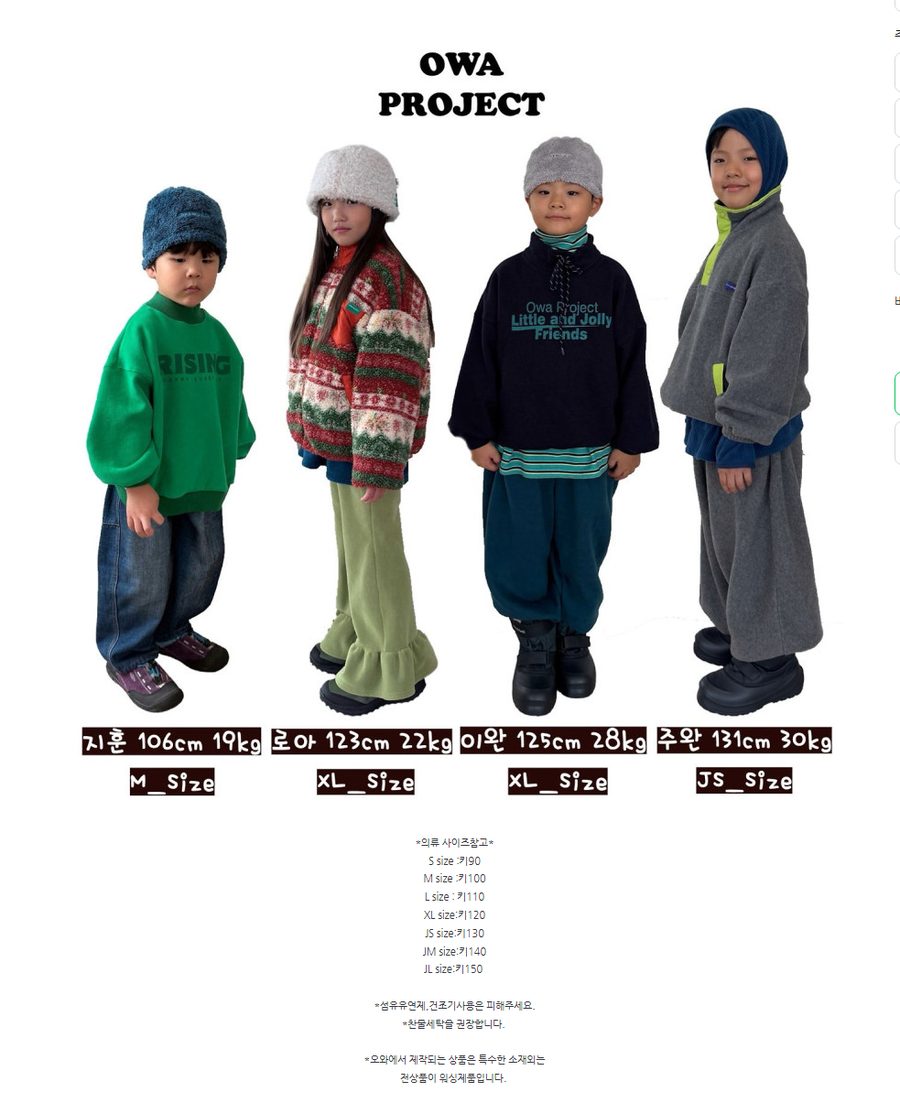 OWA
PROJECT
RISING
Owa Project
Little and Jolly
Friends
지훈 106cm 19kg
로아 123cm 22kg
이완 125cm 28kg
주완 131cm 30kg
M_Size
XL_Size
XL_Size
JS_Size
*의류 사이즈참고*
S size :키90
M size :키100
L size : 키110
XL size:키120
JS size:키130
JM size:키140
JL size:키150
*섬유유연제,건조기사용은 피해주세요.
*찬물세탁을 권장합니다.
*오와에서 제작되는 상품은 특수한 소재외는
전상품이 워싱제품입니다.